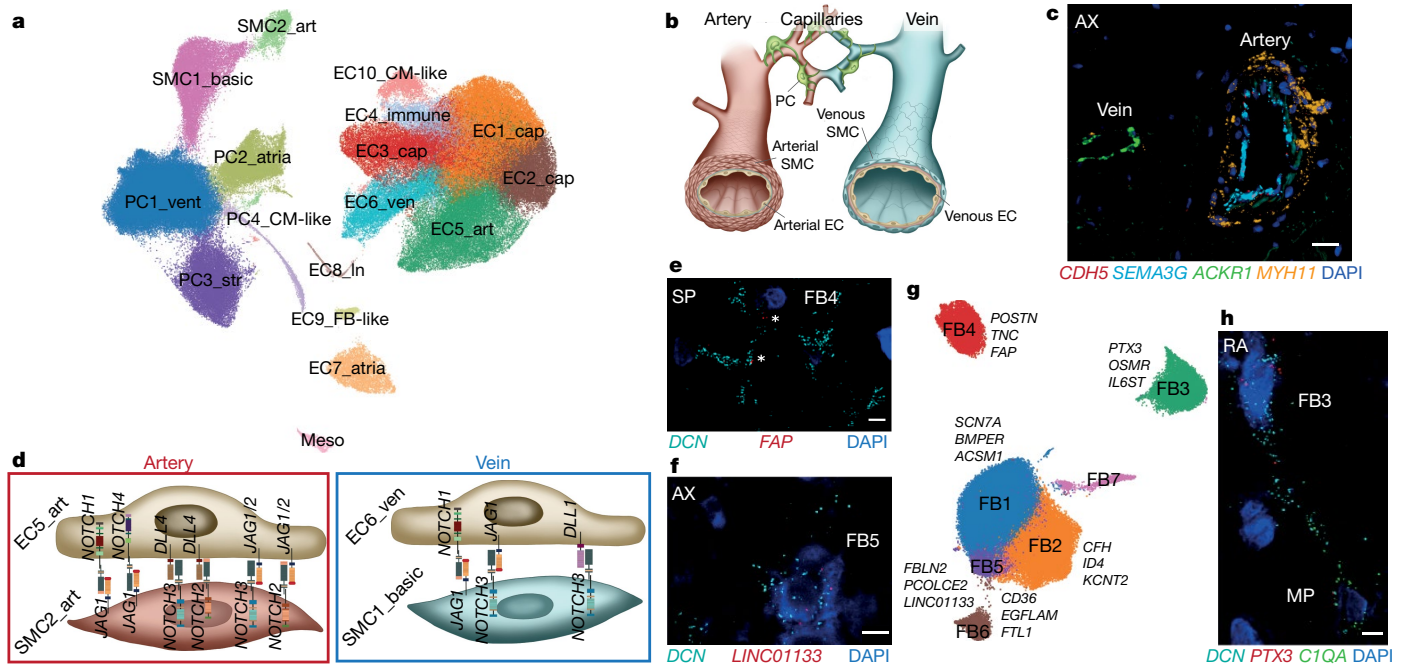 a
SMC2_art
SMC1_basic
EC10_CM-like
EC4_immune
EC1_cap
EC3_cap
PC2_atria
EC2_cap
PC1_vent
EC6_ven
PC4_CM-like
EC5_art
EC8_ln
PC3_str
EC9_FB-like
EC7_atria
Meso
b
Artery
Capillaries
Vein
PC
Venous
SMC
Arterial
SMC
Arterial EC
Venous EC
c
AX
Artery
Vein
CDH5 SEMA3G ACKR1 MYH11 DAPI
d
Artery
EC5_art
NOTCH1
NOTCH4
DLL4
DLL4
JAG1/2
JAG1/2
SMC2_art
JAG1
JAG1
NOTCH3
NOTCH2
NOTCH3
NOTCH2
Vein
EC6_ven
NOTCH1
JAG1
DLL1
SMC1_basic
JAG1
NOTCH3
NOTCH3
e
SP
FB4
*
*
DCN FAP DAPI
f
AX
FB5
DCN LINC01133 DAPI
g
FB4
POSTN
TNC
FAP
PTX3
OSMR
IL6ST
FB3
SCN7A
BMPER
ACSM1
FB1
FB7
FB2
CFH
ID4
KCNT2
FB5
FBLN2
PCOLCE2
LINC01133
CD36
EGFLAM
FTL1
FB6
h
RA
FB3
MP
DCN PTX3 C1QA DAPI